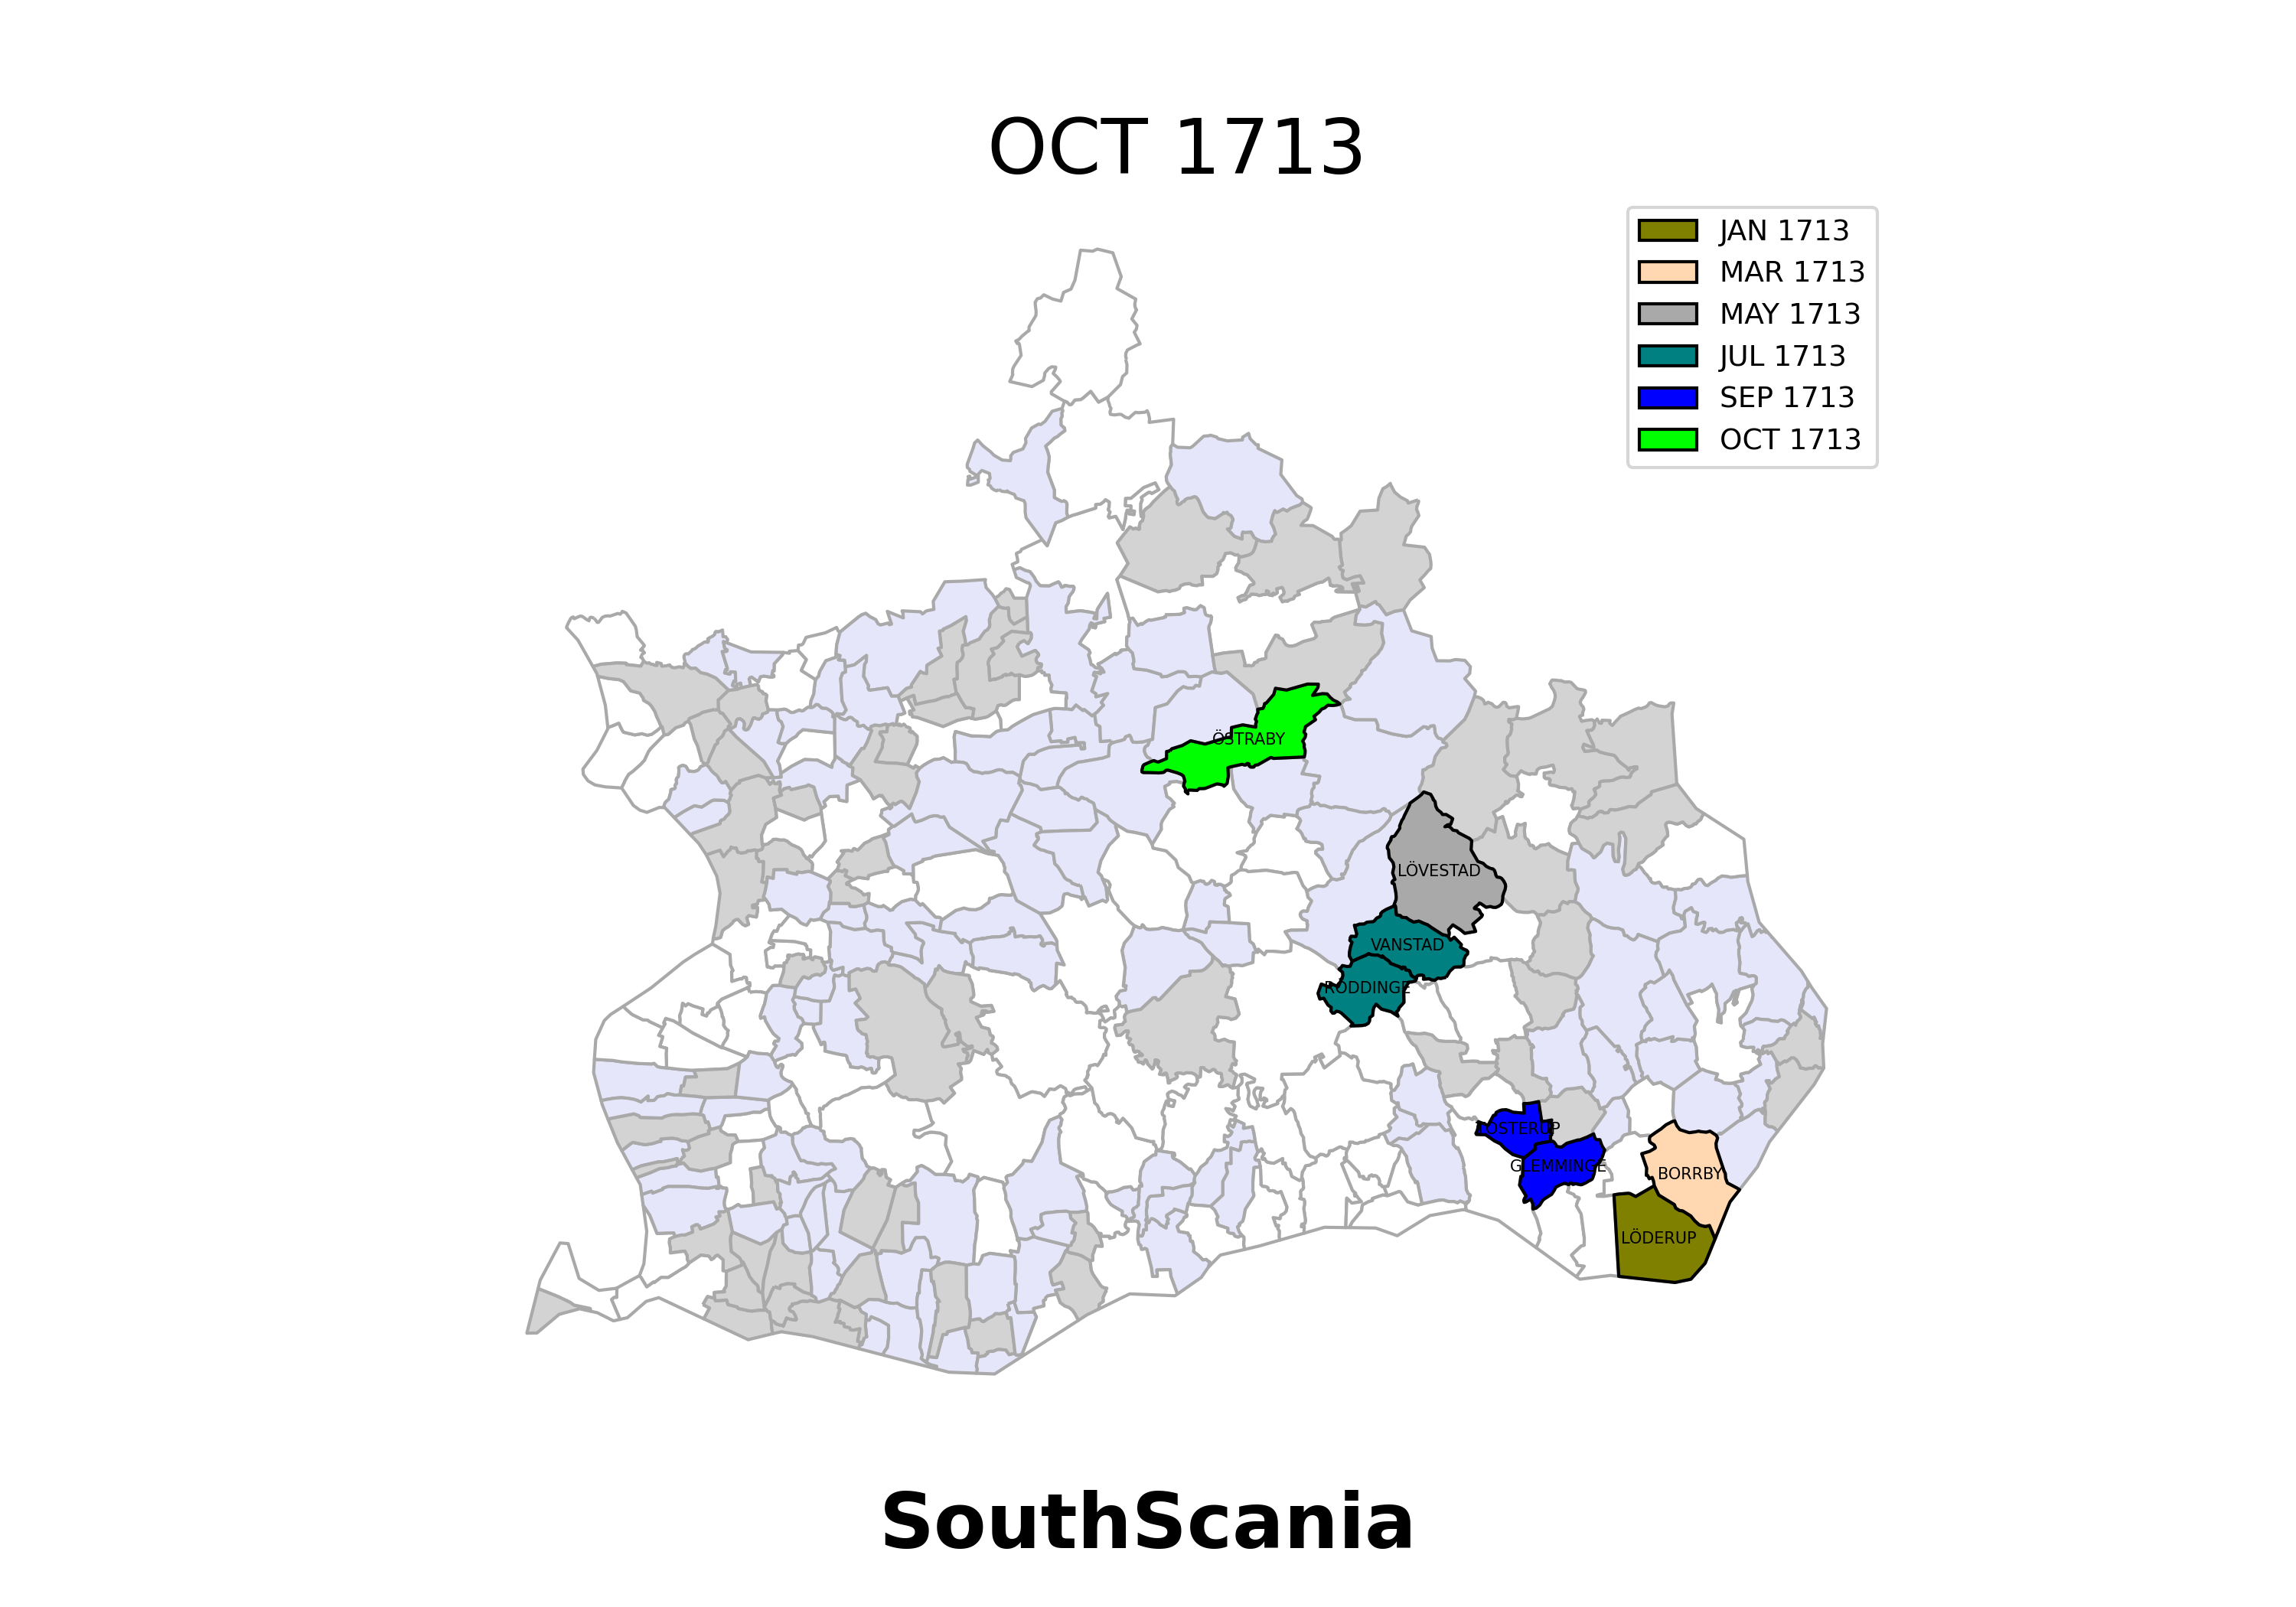 OCT 1713
JAN 1713
MAR 1713
MAY 1713
JUL 1713
SEP 1713
OCT 1713
ÖSTRABY
LÖVESTAD
VANSTAD
RÖDDINGE
TOSTERUP
GLEMMINGE
BORRBY
LÖDERUP
SouthScania